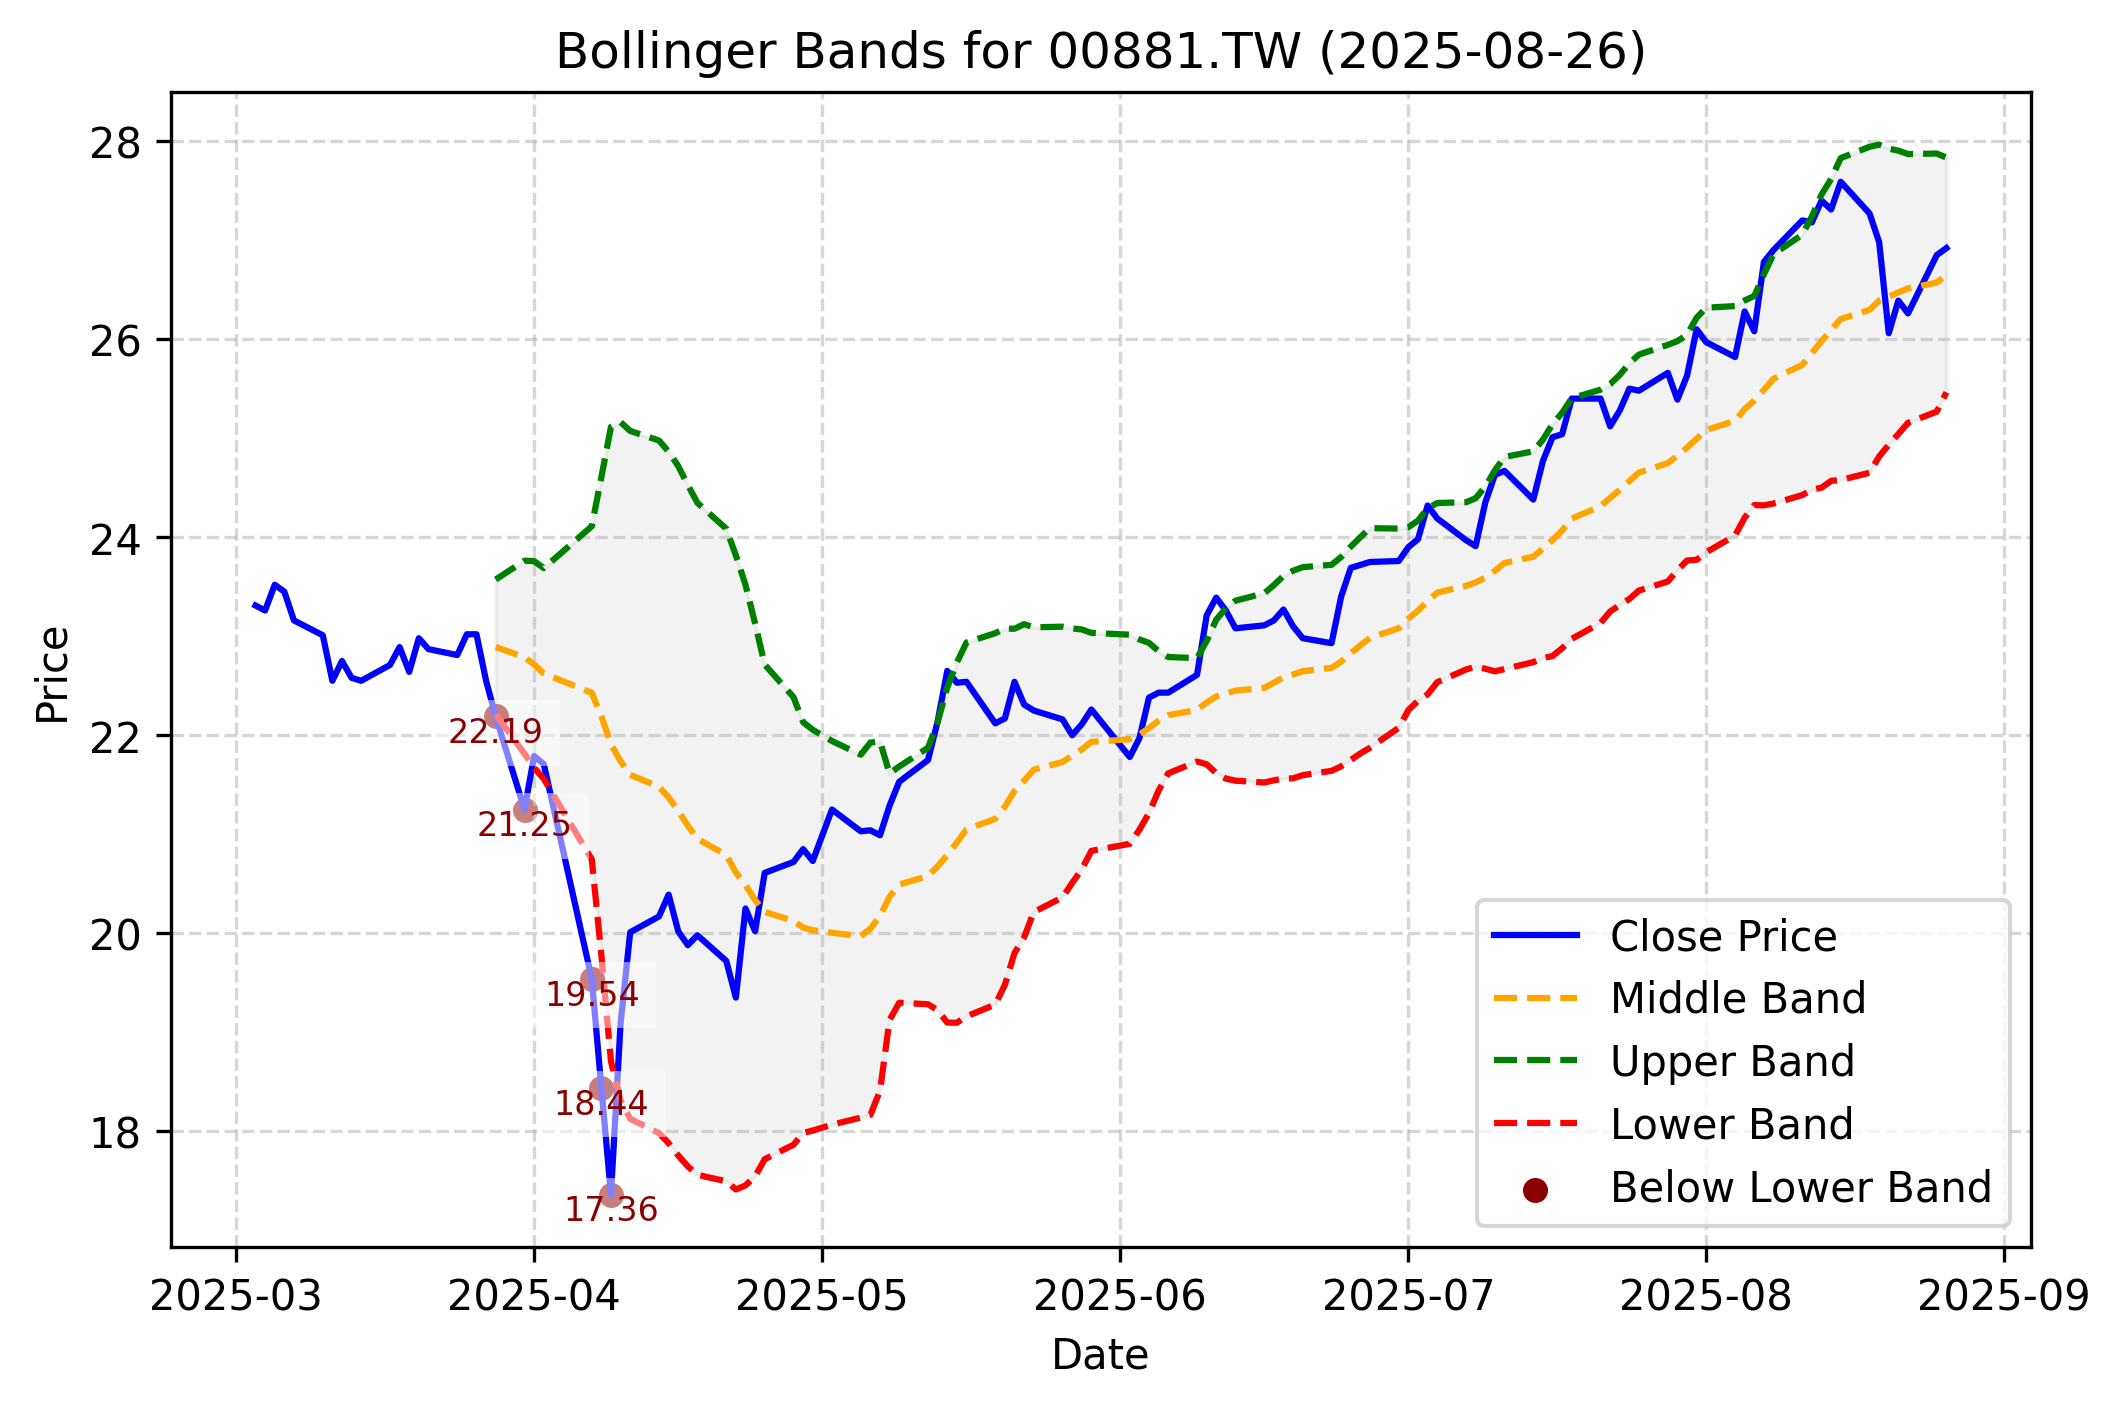 Bollinger Bands for 00881.TW (2025-08-26)
28
26
24
22
20
18
Price
22.19
21.25
19.54
18.44
17.36
Close Price
Middle Band
Upper Band
Lower Band
Below Lower Band
2025-03 2025-04 2025-05 2025-06 2025-07 2025-08 2025-09
Date